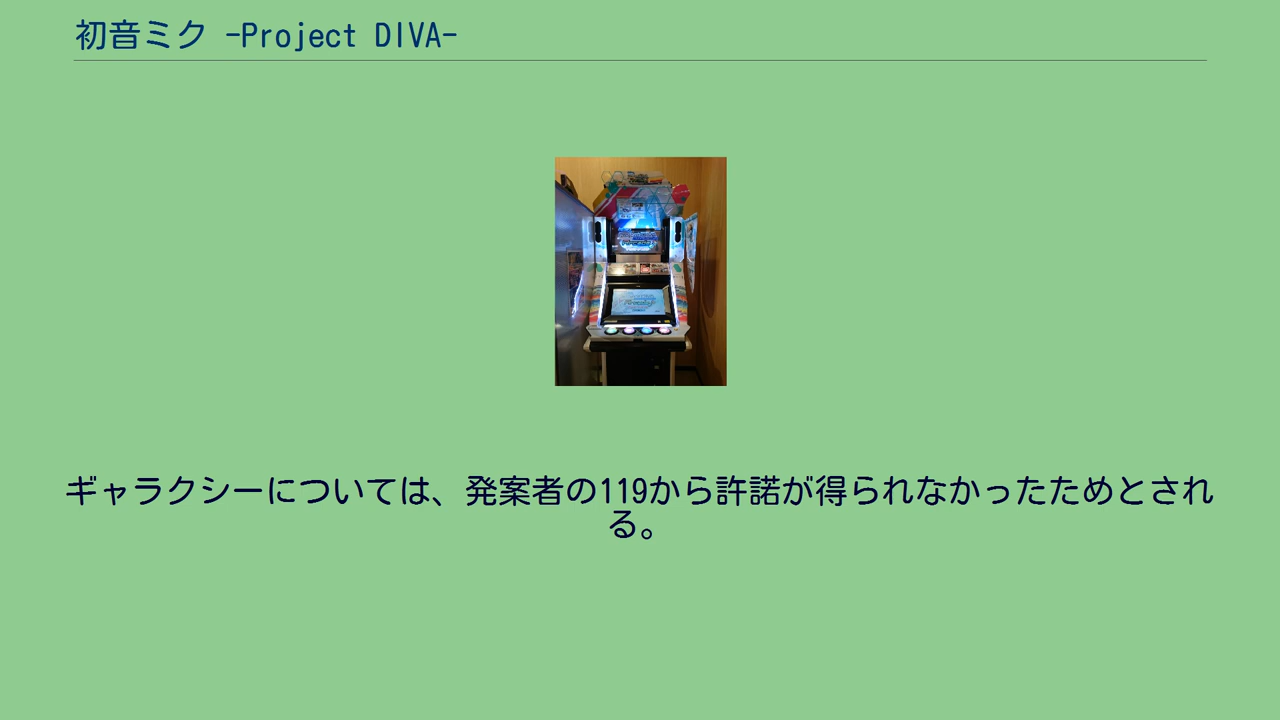 初音ミク -Project DIVA-
ギャラクシーについては、発案者の119から許諾が得られなかったためとされ
る。